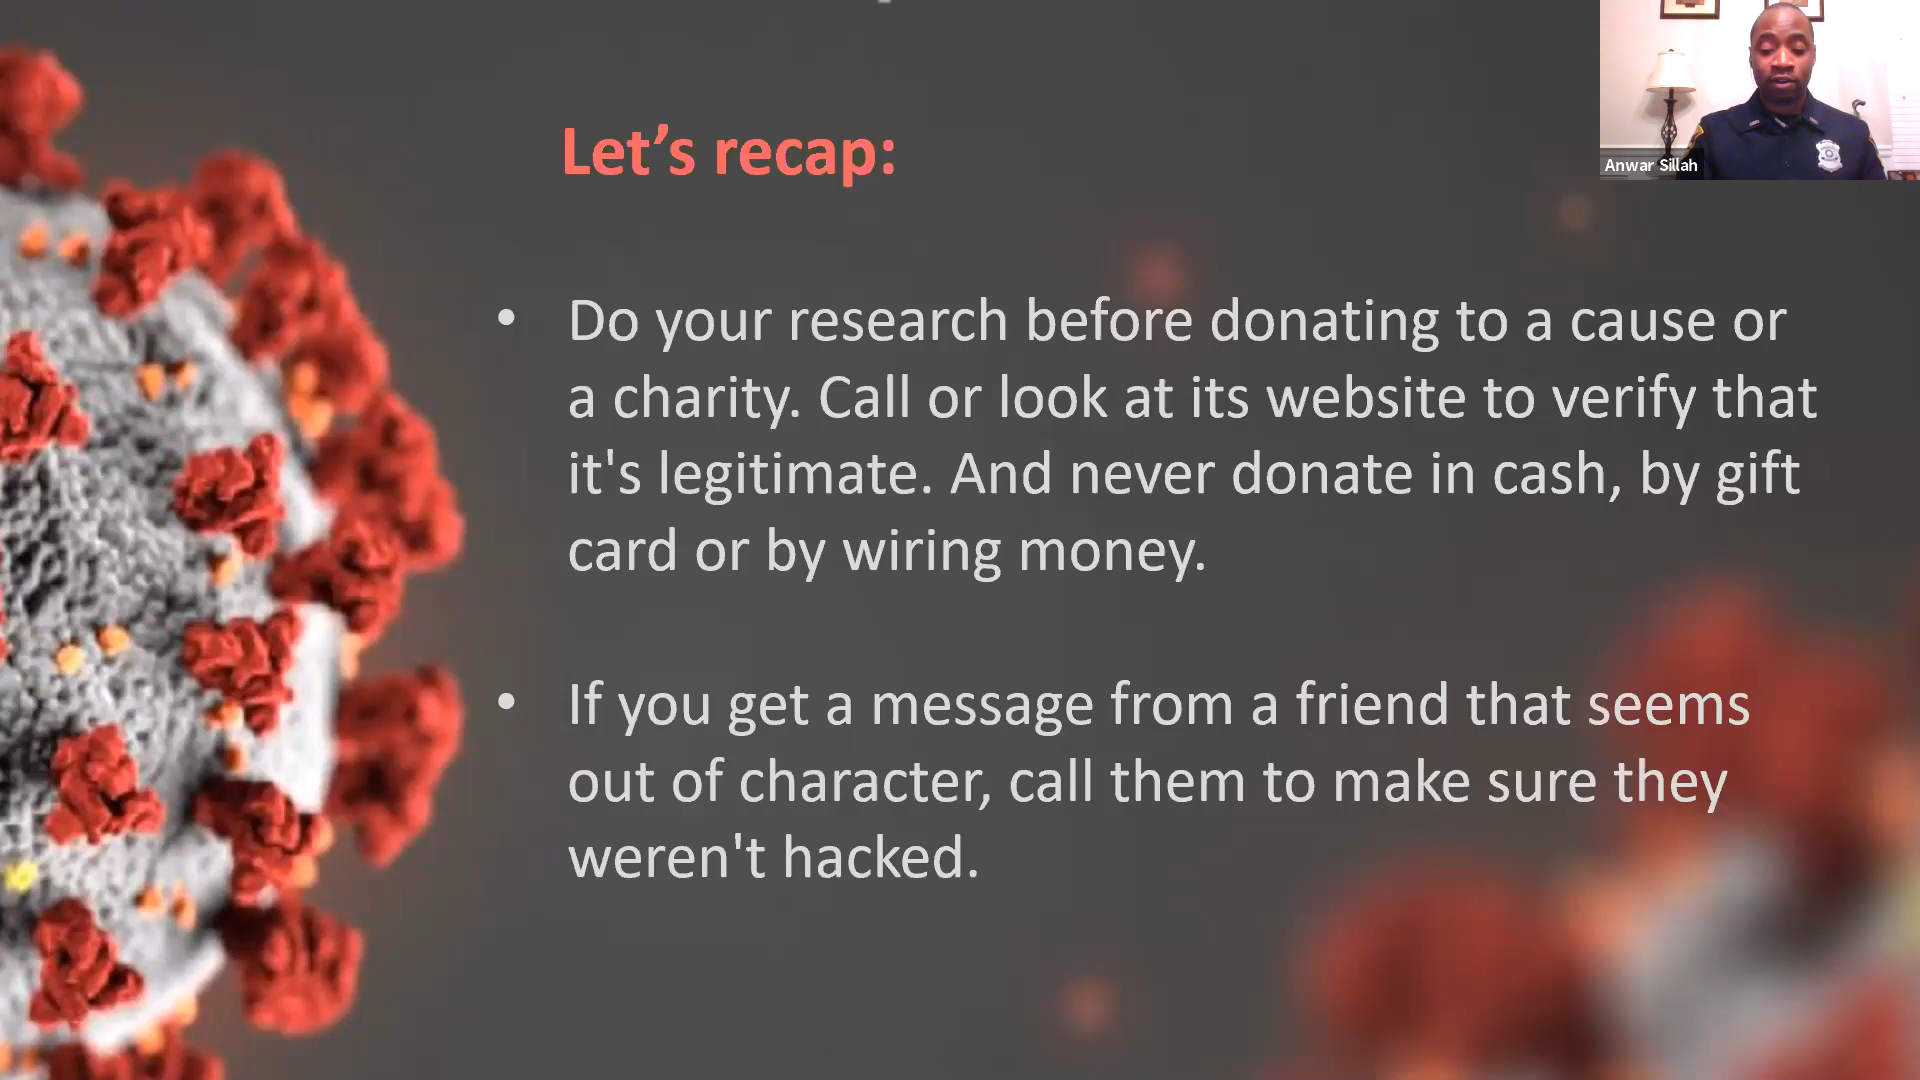 Let’s recap:
• Do your research before donating to a cause or
a charity. Call or look at its website to verify that
it's legitimate. And never donate in cash, by gift
card or by wiring money.
• If you get a message from a friend that seems
out of character, call them to make sure they
weren't hacked.
Anwar Sillah